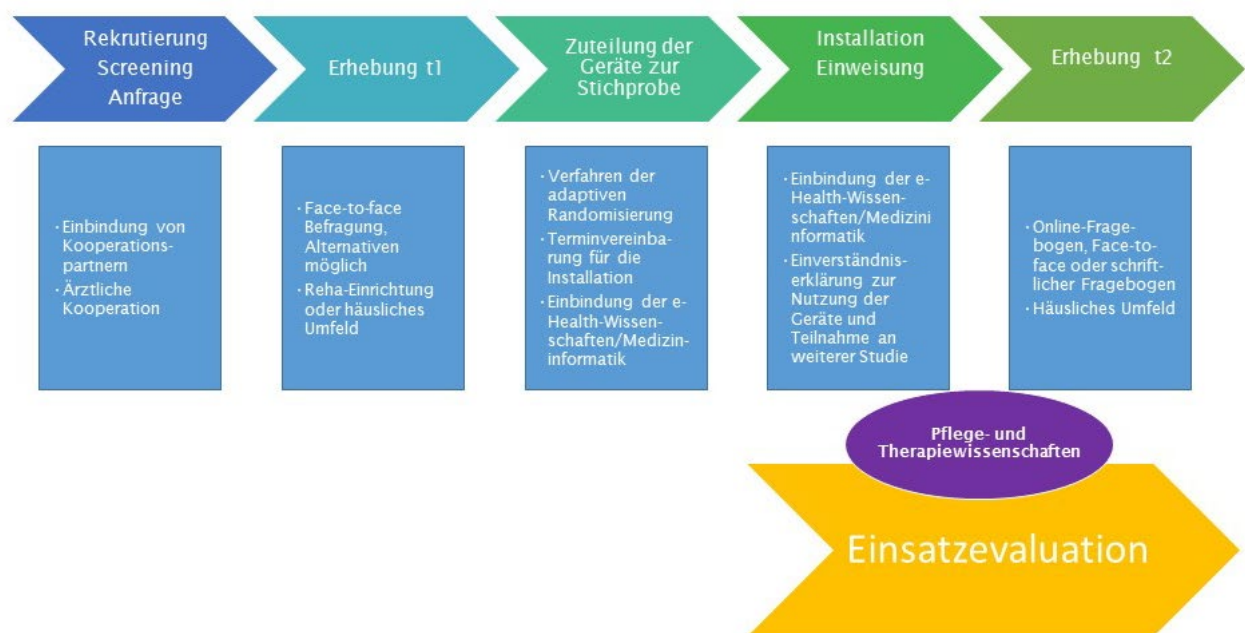 Rekrutierung
Screening
Anfrage
Erhebung t1
Zuteilung der
Geräte zur
Stichprobe
Installation
Einweisung
Erhebung t2
· Einbindung von
Kooperations-
partnern
· Ärztliche
Kooperation
· Face-to-face
Befragung,
Alternativen
möglich
· Reha-Einrichtung
oder häusliches
Umfeld
· Verfahren der
adaptiven
Randomisierung
· Terminvereinba-
rung für die
Installation
· Einbindung der e-
Health-Wissen-
schaften/Medizin-
informatik
· Einbindung der e-
Health-Wissen-
schaften/Medizini
nformatik
· Einverständnis-
erklärung zur
Nutzung der
Geräte und
Teilnahme an
weiterer Studie
· Online-Frage-
bogen, Face-to-
face oder schrift-
licher Fragebogen
· Häusliches Umfeld
Pflege- und
Therapiewissenschaften
Einsatzevaluation